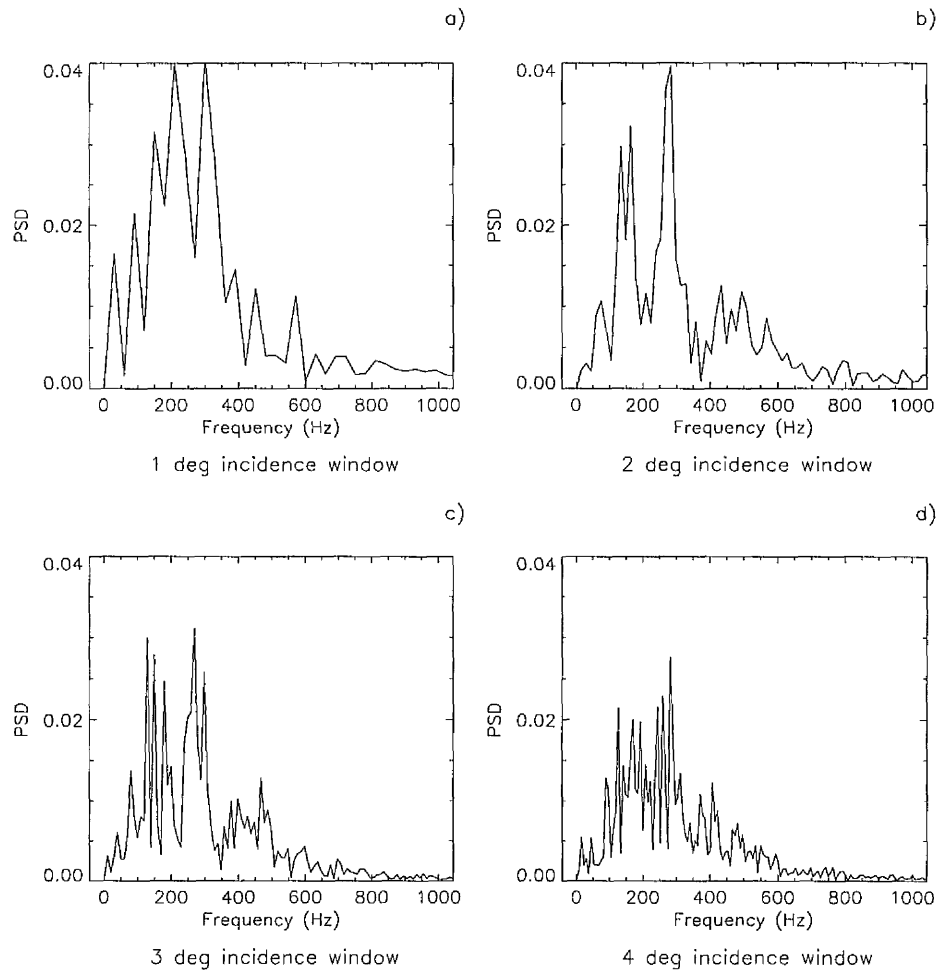 a)
0.04
0.02
0.00
PSD
0 200 400 600 800 1000
Frequency (Hz)
1 deg incidence window
b)
0.04
0.02
0.00
PSD
0 200 400 600 800 1000
Frequency (Hz)
2 deg incidence window
c)
0.04
0.02
0.00
PSD
0 200 400 600 800 1000
Frequency (Hz)
3 deg incidence window
d)
0.04
0.02
0.00
PSD
0 200 400 600 800 1000
Frequency (Hz)
4 deg incidence window